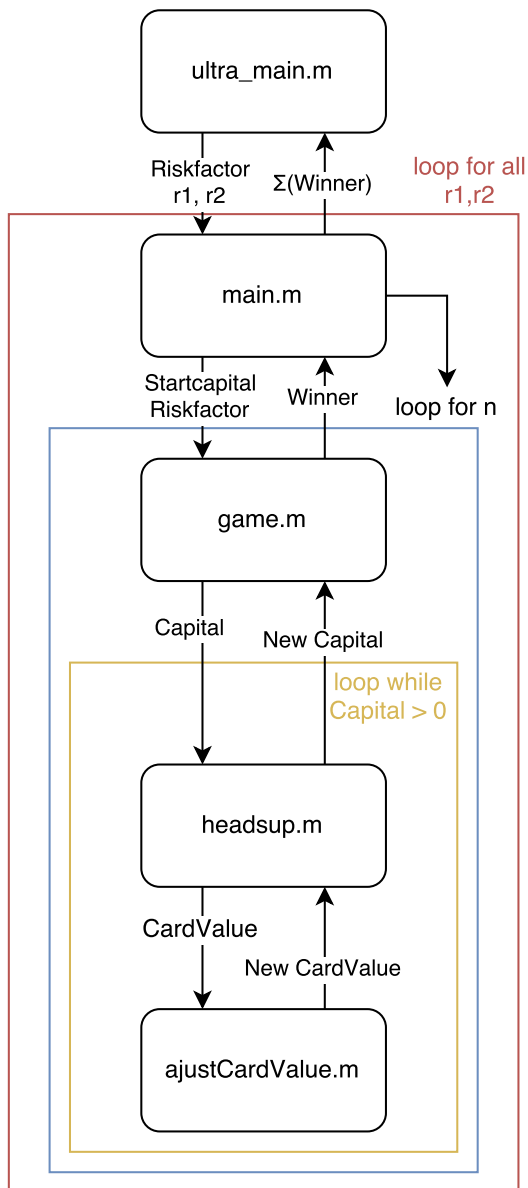 ultra_main.m
Riskfactor
r1, r2
Σ(Winner)
loop for all
r1,r2
main.m
Startcapital
Riskfactor
Winner
loop for n
game.m
Capital
New Capital
loop while
Capital > 0
headsup.m
CardValue
New CardValue
ajustCardValue.m